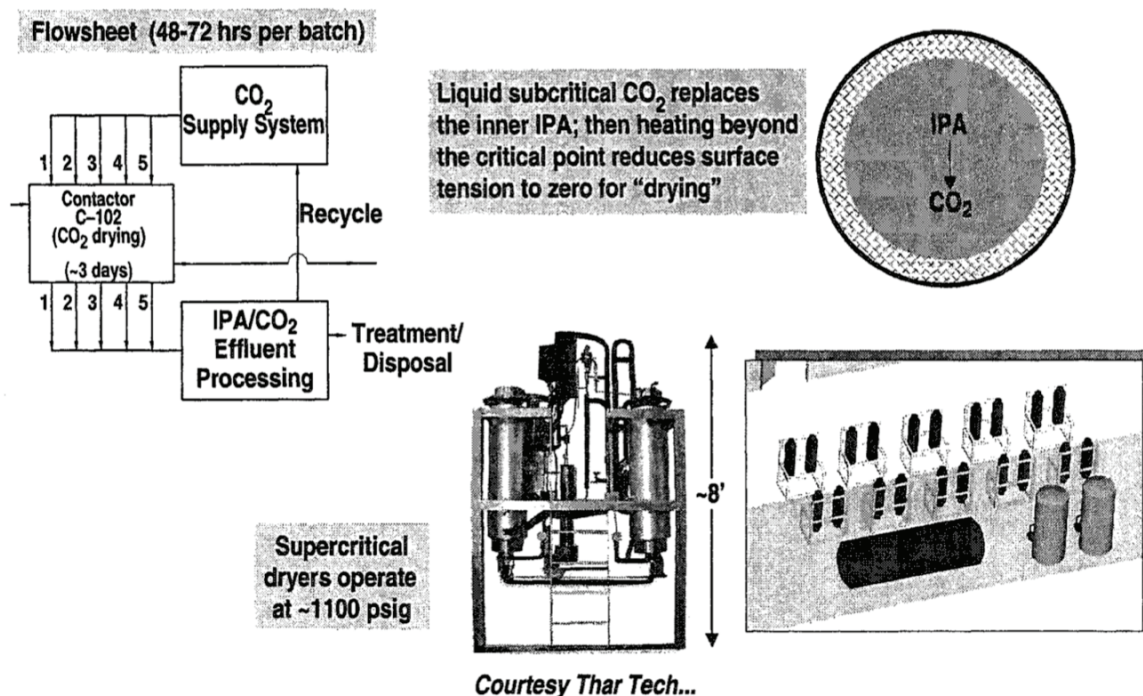 Flowsheet (48-72 hrs per batch)
CO2
Supply System
1 2 3 4 5
Contactor
C–102
(CO2 drying)
(~3 days)
Recycle
1 2 3 4 5
IPA/CO2
Effluent
Processing
Treatment/
Disposal
Liquid subcritical CO2 replaces
the inner IPA; then heating beyond
the critical point reduces surface
tension to zero for “drying”
IPA
CO2
Supercritical
dryers operate
at ~1100 psig
~8’
Courtesy Thar Tech...